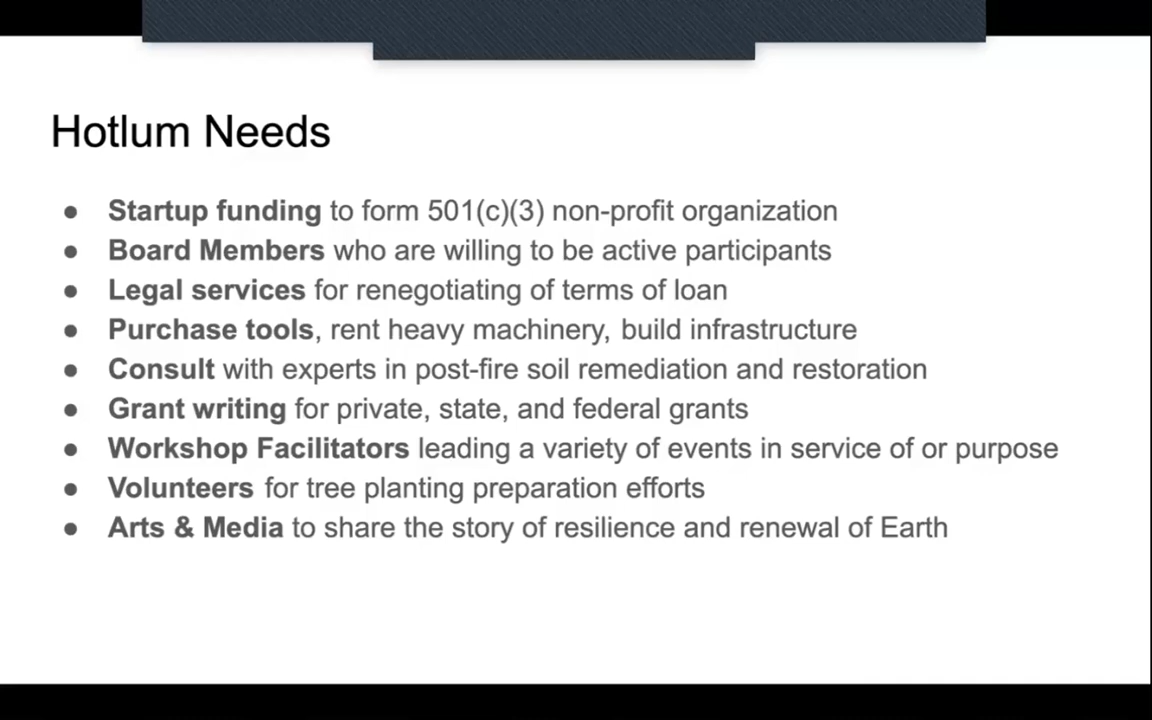 Hotlum Needs
● Startup funding to form 501(c)(3) non-profit organization
● Board Members who are willing to be active participants
● Legal services for renegotiating of terms of loan
● Purchase tools, rent heavy machinery, build infrastructure
● Consult with experts in post-fire soil remediation and restoration
● Grant writing for private, state, and federal grants
● Workshop Facilitators leading a variety of events in service of or purpose
● Volunteers for tree planting preparation efforts
● Arts & Media to share the story of resilience and renewal of Earth